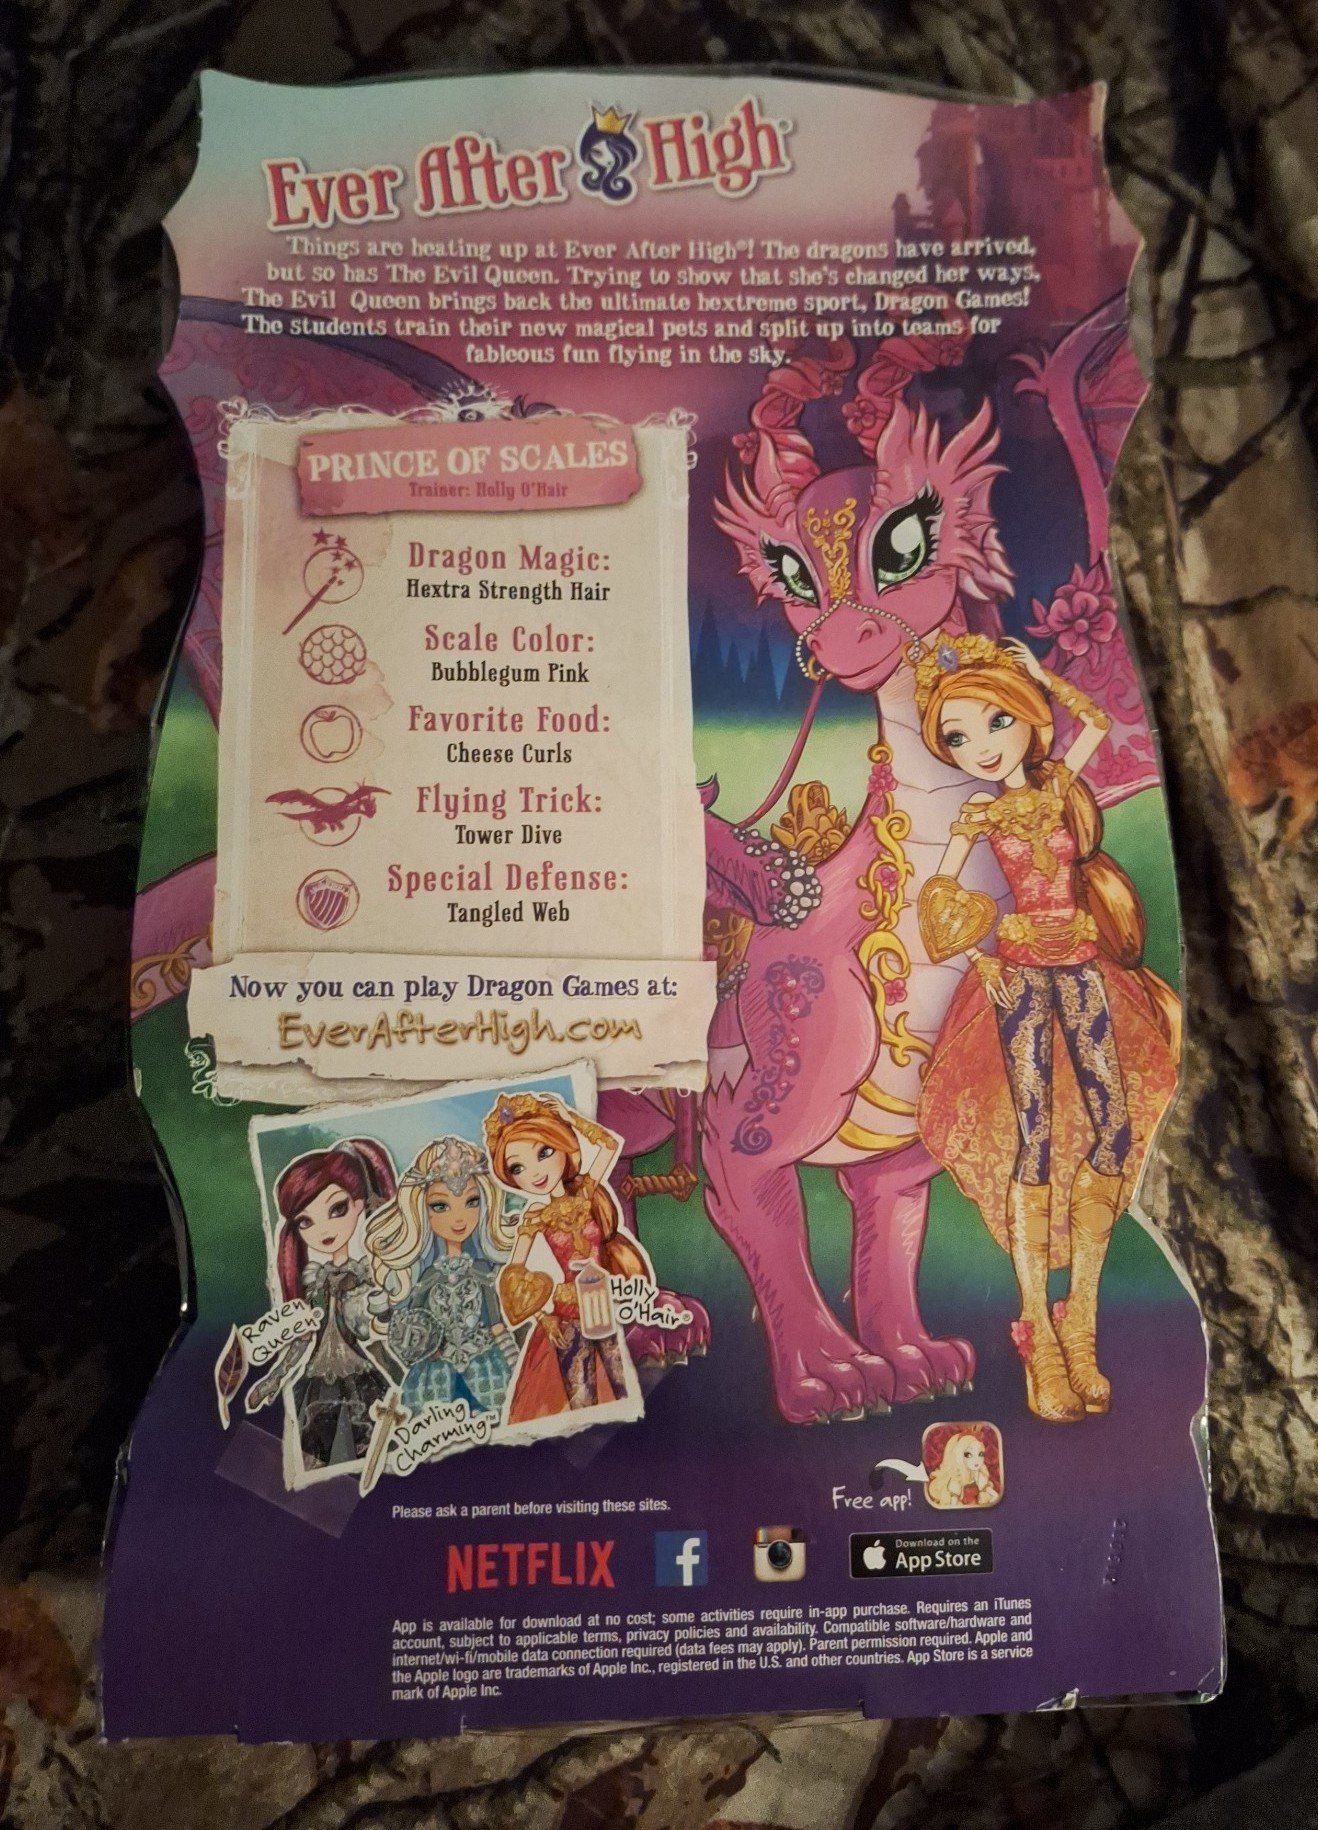 Ever After High®
Things are heating up at Ever After High®! The dragons have arrived,
but so has The Evil Queen. Trying to show that she's changed her ways,
The Evil Queen brings back the ultimate hextreme sport, Dragon Games!
The students train their new magical pets and split up into teams for
fableous fun flying in the sky.
PRINCE OF SCALES
Trainer: Holly O'Hair
Dragon Magic:
Hextra Strength Hair
Scale Color:
Bubblegum Pink
Favorite Food:
Cheese Curls
Flying Trick:
Tower Dive
Special Defense:
Tangled Web
Now you can play Dragon Games at:
EverAfterHigh.com
Raven
Queen®
Darling
Charming™
Holly
O'Hair®
Free app!
Please ask a parent before visiting these sites.
NETFLIX
f
Download on the
App Store
App is available for download at no cost; some activities require in-app purchase. Requires an iTunes
account, subject to applicable terms, privacy policies and availability. Compatible software/hardware and
internet/wi-fi/mobile data connection required (data fees may apply). Parent permission required. Apple and
the Apple logo are trademarks of Apple Inc., registered in the U.S. and other countries. App Store is a service
mark of Apple Inc.